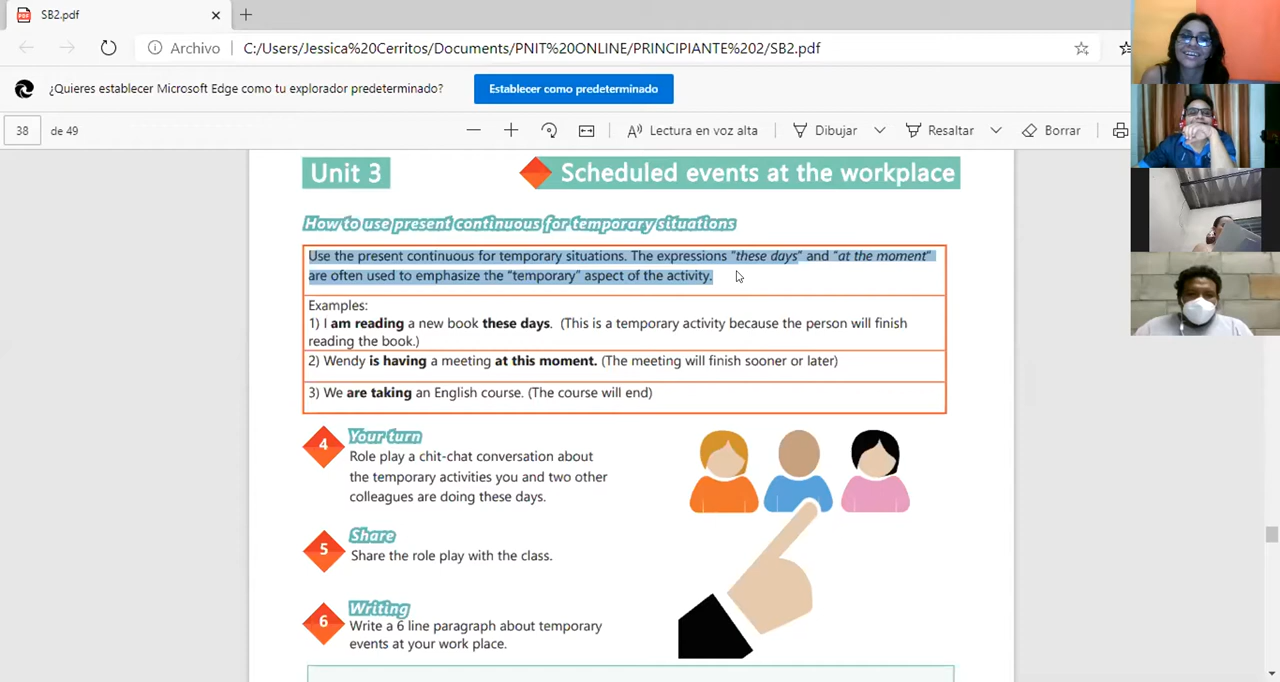 SB2.pdf
Archivo
C:/Users/Jessica%20Cerritos/Documents/PNIT%20ONLINE/PRINCIPIANTE%202/SB2.pdf
¿Quieres establecer Microsoft Edge como tu explorador predeterminado?
Establecer como predeterminado
38 de 49
Lectura en voz alta
Dibujar
Resaltar
Borrar
Unit 3
Scheduled events at the workplace
How to use present continuous for temporary situations
Use the present continuous for temporary situations. The expressions "these days" and "at the moment"
are often used to emphasize the "temporary" aspect of the activity.
Examples:
1) I am reading a new book these days. (This is a temporary activity because the person will finish
reading the book.)
2) Wendy is having a meeting at this moment. (The meeting will finish sooner or later)
3) We are taking an English course. (The course will end)
4
Your turn
Role play a chit-chat conversation about
the temporary activities you and two other
colleagues are doing these days.
5
Share
Share the role play with the class.
6
Writing
Write a 6 line paragraph about temporary
events at your work place.